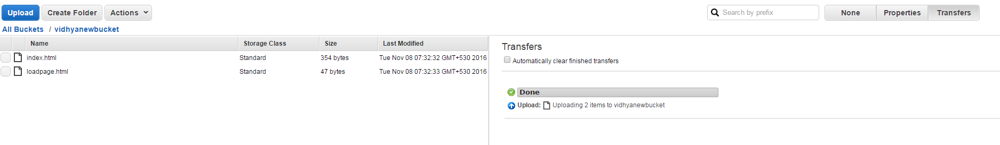 Upload Create Folder Actions Search by prefix None Properties Transfers
All Buckets / vidhyanewbucket
Name Storage Class Size Last Modified
index.html Standard 354 bytes Tue Nov 08 07:32:32 GMT+530 2016
loadpage.html Standard 47 bytes Tue Nov 08 07:32:33 GMT+530 2016
Transfers
Automatically clear finished transfers
Done
Upload: Uploading 2 items to vidhyanewbucket